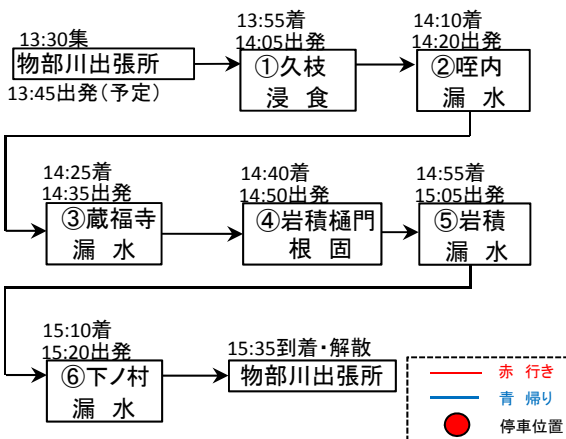 13:30集
物部川出張所
13:45出発(予定)
13:55着
14:05出発
①久枝
浸 食
14:10着
14:20出発
②咥内
漏 水
14:25着
14:35出発
③蔵福寺
漏 水
14:40着
14:50出発
④岩積樋門
根 固
14:55着
15:05出発
⑤岩積
漏 水
15:10着
15:20出発
⑥下ノ村
漏 水
15:35到着・解散
物部川出張所
赤 行き
青 帰り
停車位置